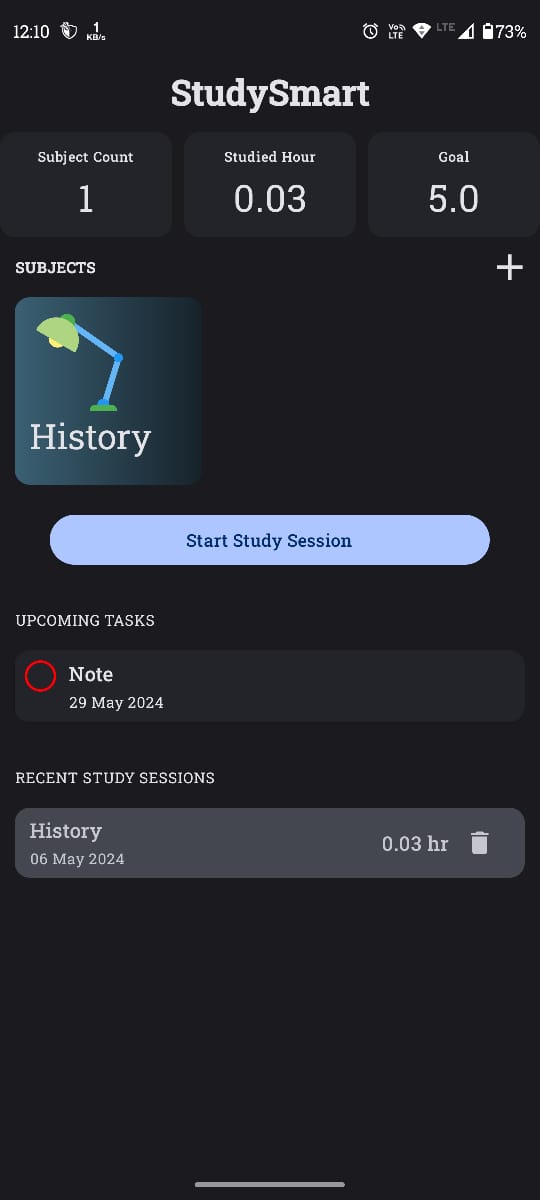 12:10 1 KB/s Vo) LTE LTE 73%
StudySmart
Subject Count Studied Hour Goal
1 0.03 5.0
SUBJECTS
History
Start Study Session
UPCOMING TASKS
Note
29 May 2024
RECENT STUDY SESSIONS
History
06 May 2024
0.03 hr